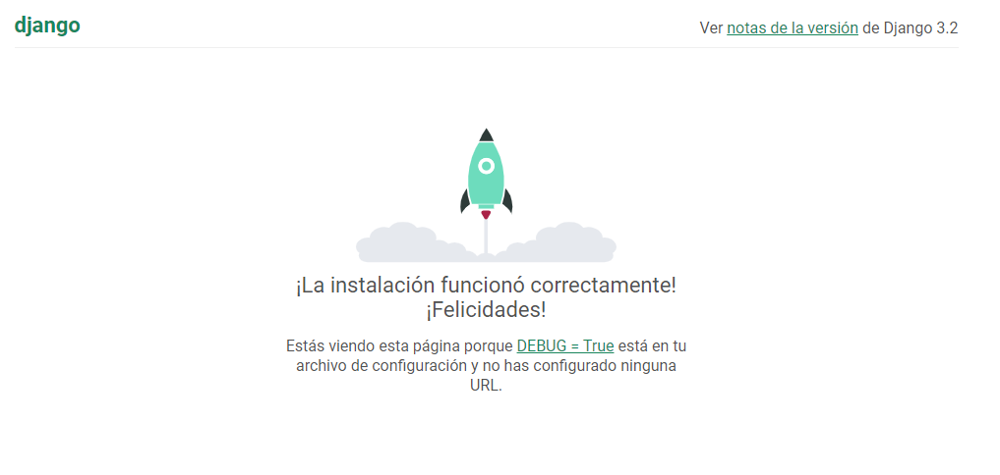 django
Ver notas de la versión de Django 3.2
¡La instalación funcionó correctamente!
¡Felicidades!
Estás viendo esta página porque DEBUG = True está en tu
archivo de configuración y no has configurado ninguna
URL.